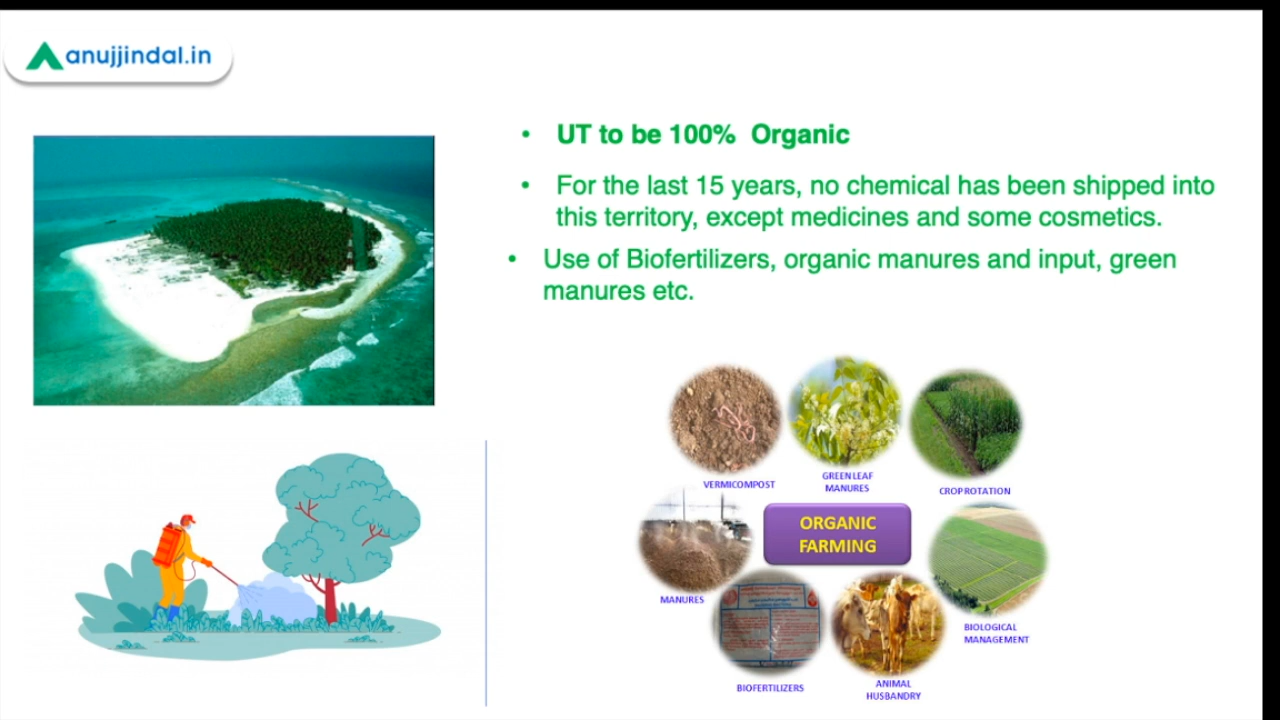 anujjindal.in
• UT to be 100% Organic
• For the last 15 years, no chemical has been shipped into
this territory, except medicines and some cosmetics.
• Use of Biofertilizers, organic manures and input, green
manures etc.
VERMICOMPOST
GREEN LEAF
MANURES
CROP ROTATION
ORGANIC
FARMING
MANURES
BIOLOGICAL
MANAGEMENT
BIOFERTILIZERS
ANIMAL
HUSBANDRY